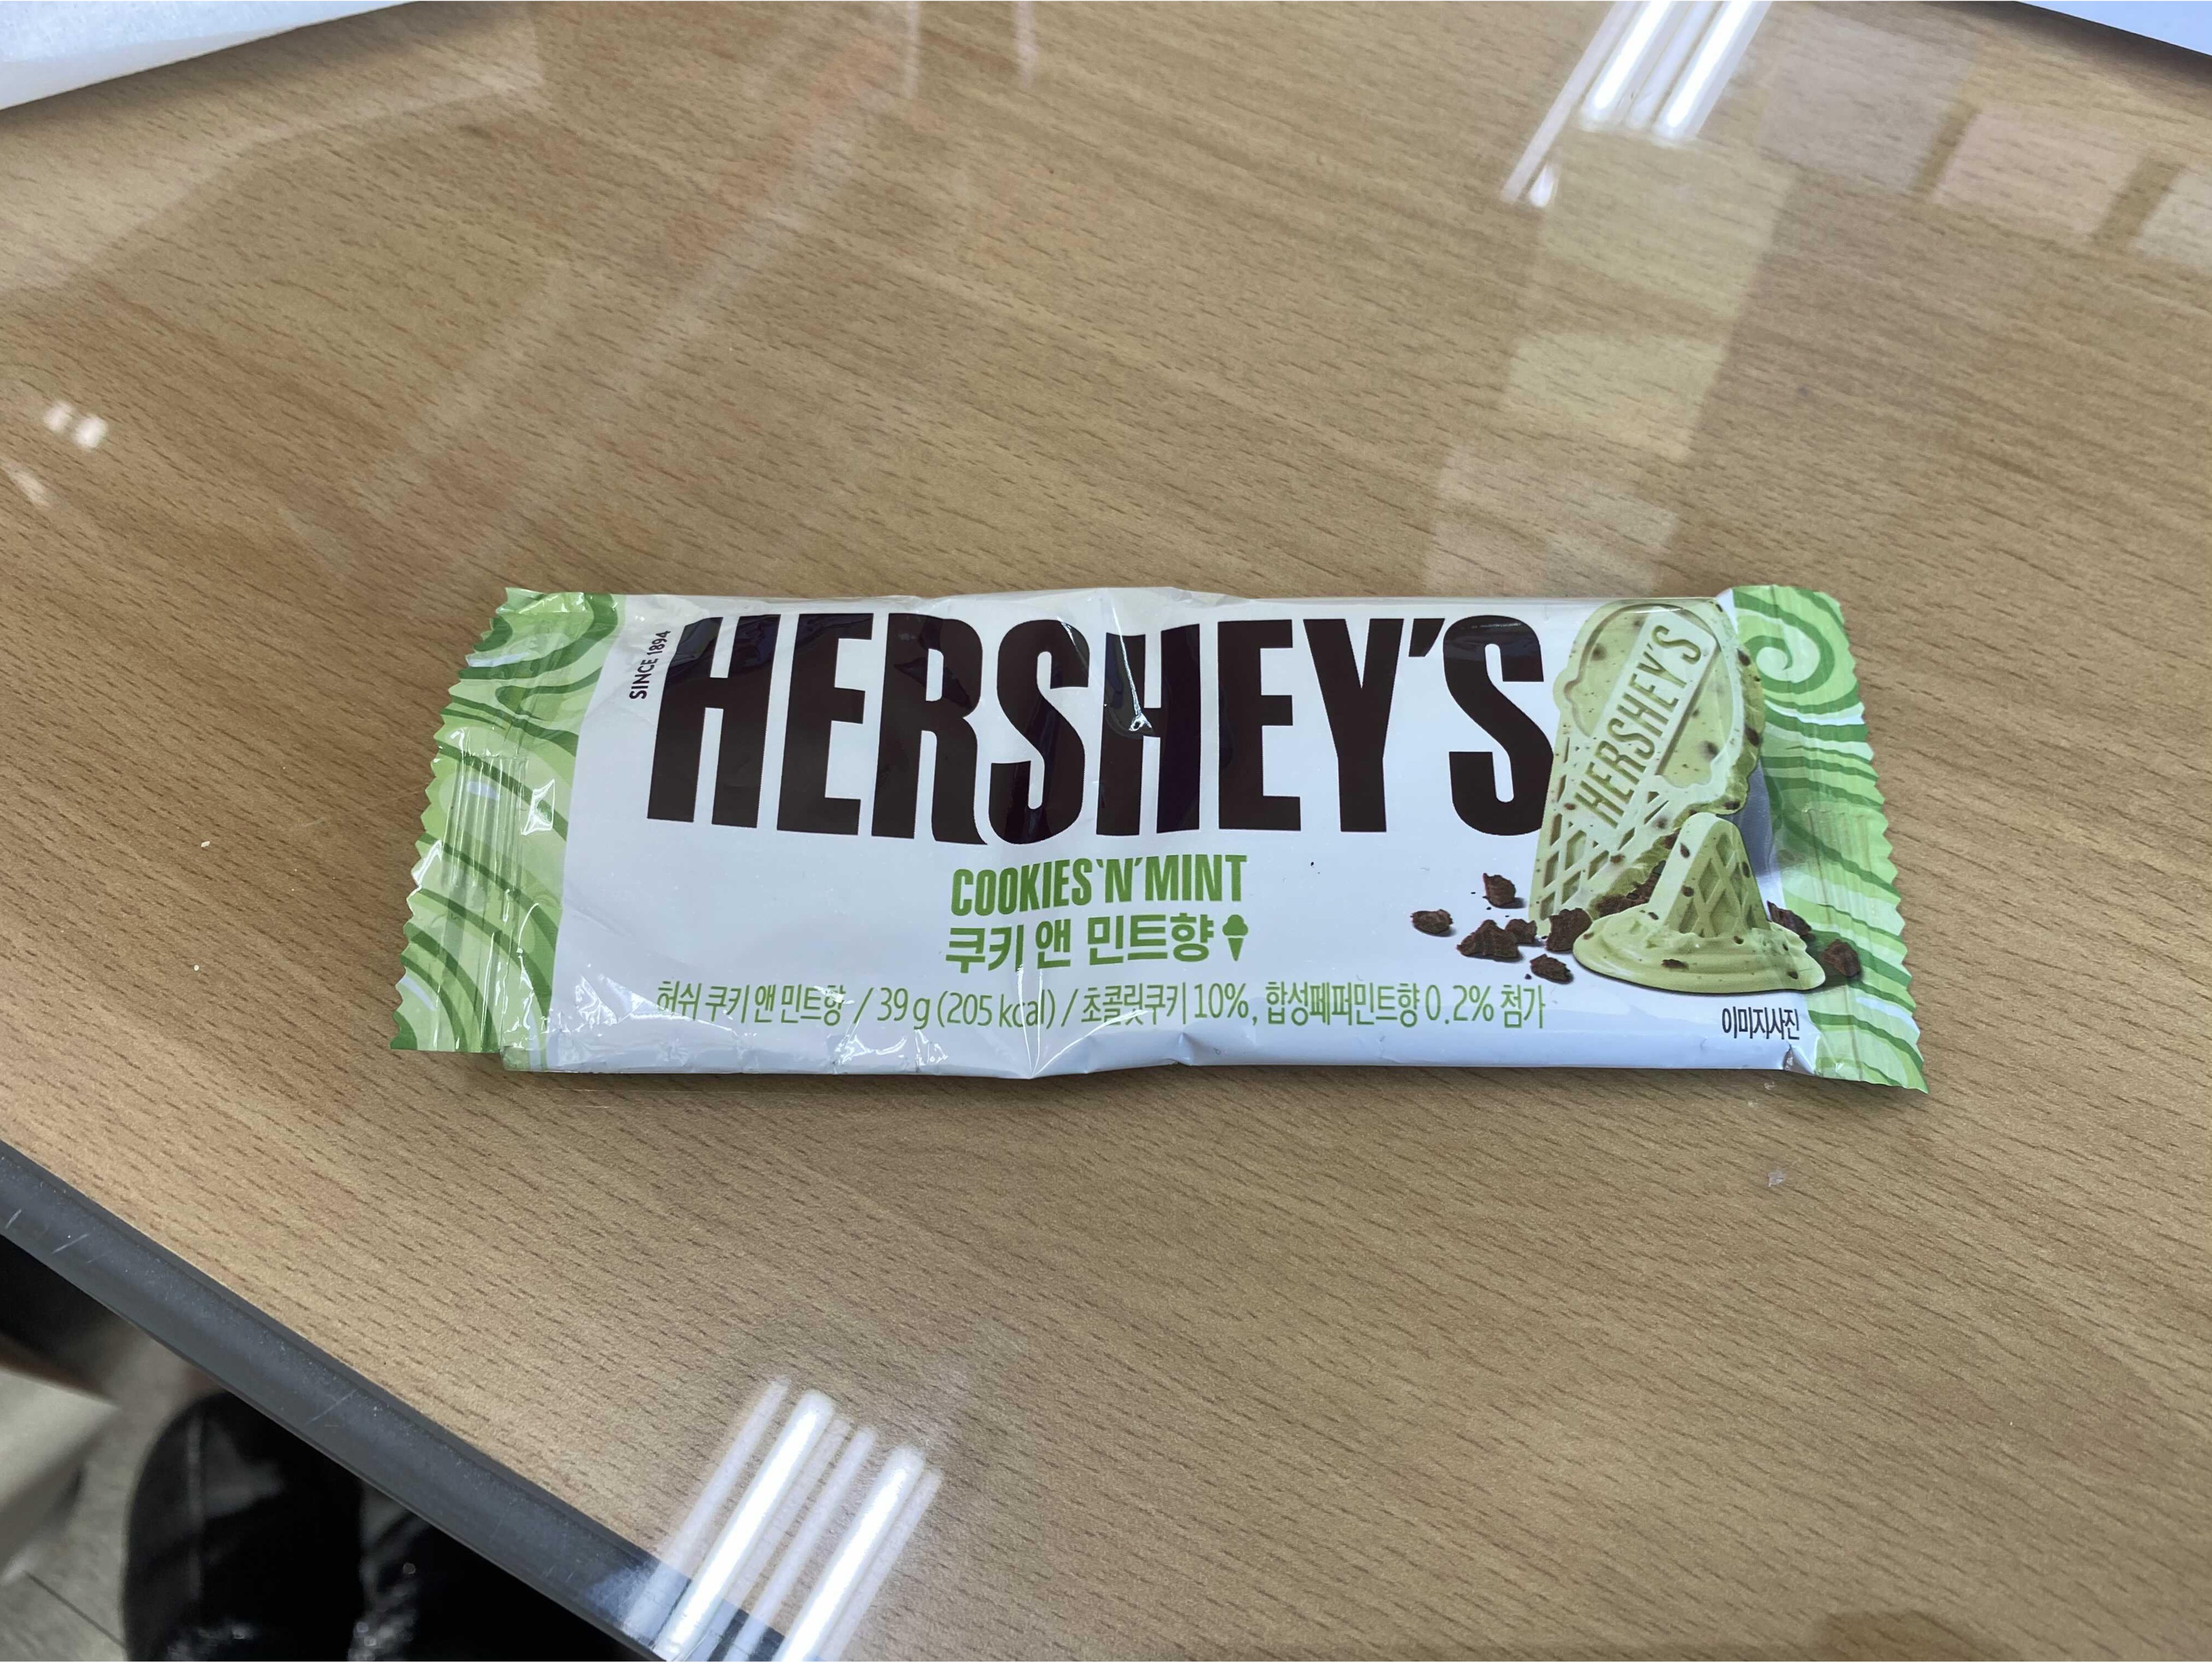 SINCE 1894
HERSHEY'S
HERSHEY'S
COOKIES 'N' MINT
쿠키 앤 민트향
허쉬 쿠키 앤 민트향 / 39 g (205 kcal) / 초콜릿쿠키 10%, 합성페퍼민트향 0.2% 첨가
이미지사진